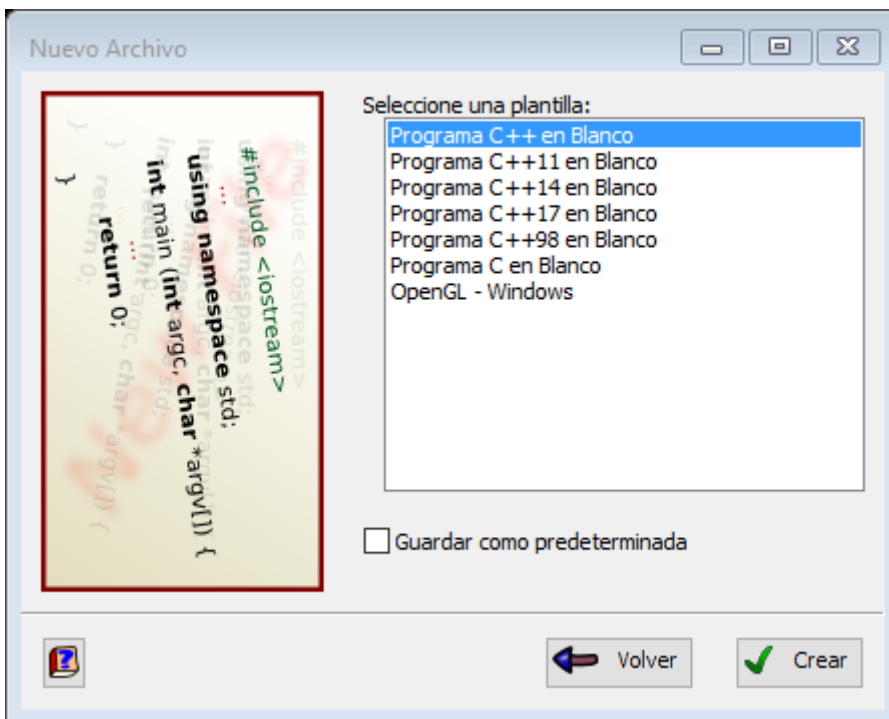 Nuevo Archivo
Seleccione una plantilla:
Programa C++ en Blanco
Programa C++11 en Blanco
Programa C++14 en Blanco
Programa C++17 en Blanco
Programa C++98 en Blanco
Programa C en Blanco
OpenGL - Windows
#include <iostream>
...
using namespace std;
int main (int argc, char *argv[]) {
...
return 0;
}
Guardar como predeterminada
Volver
Crear